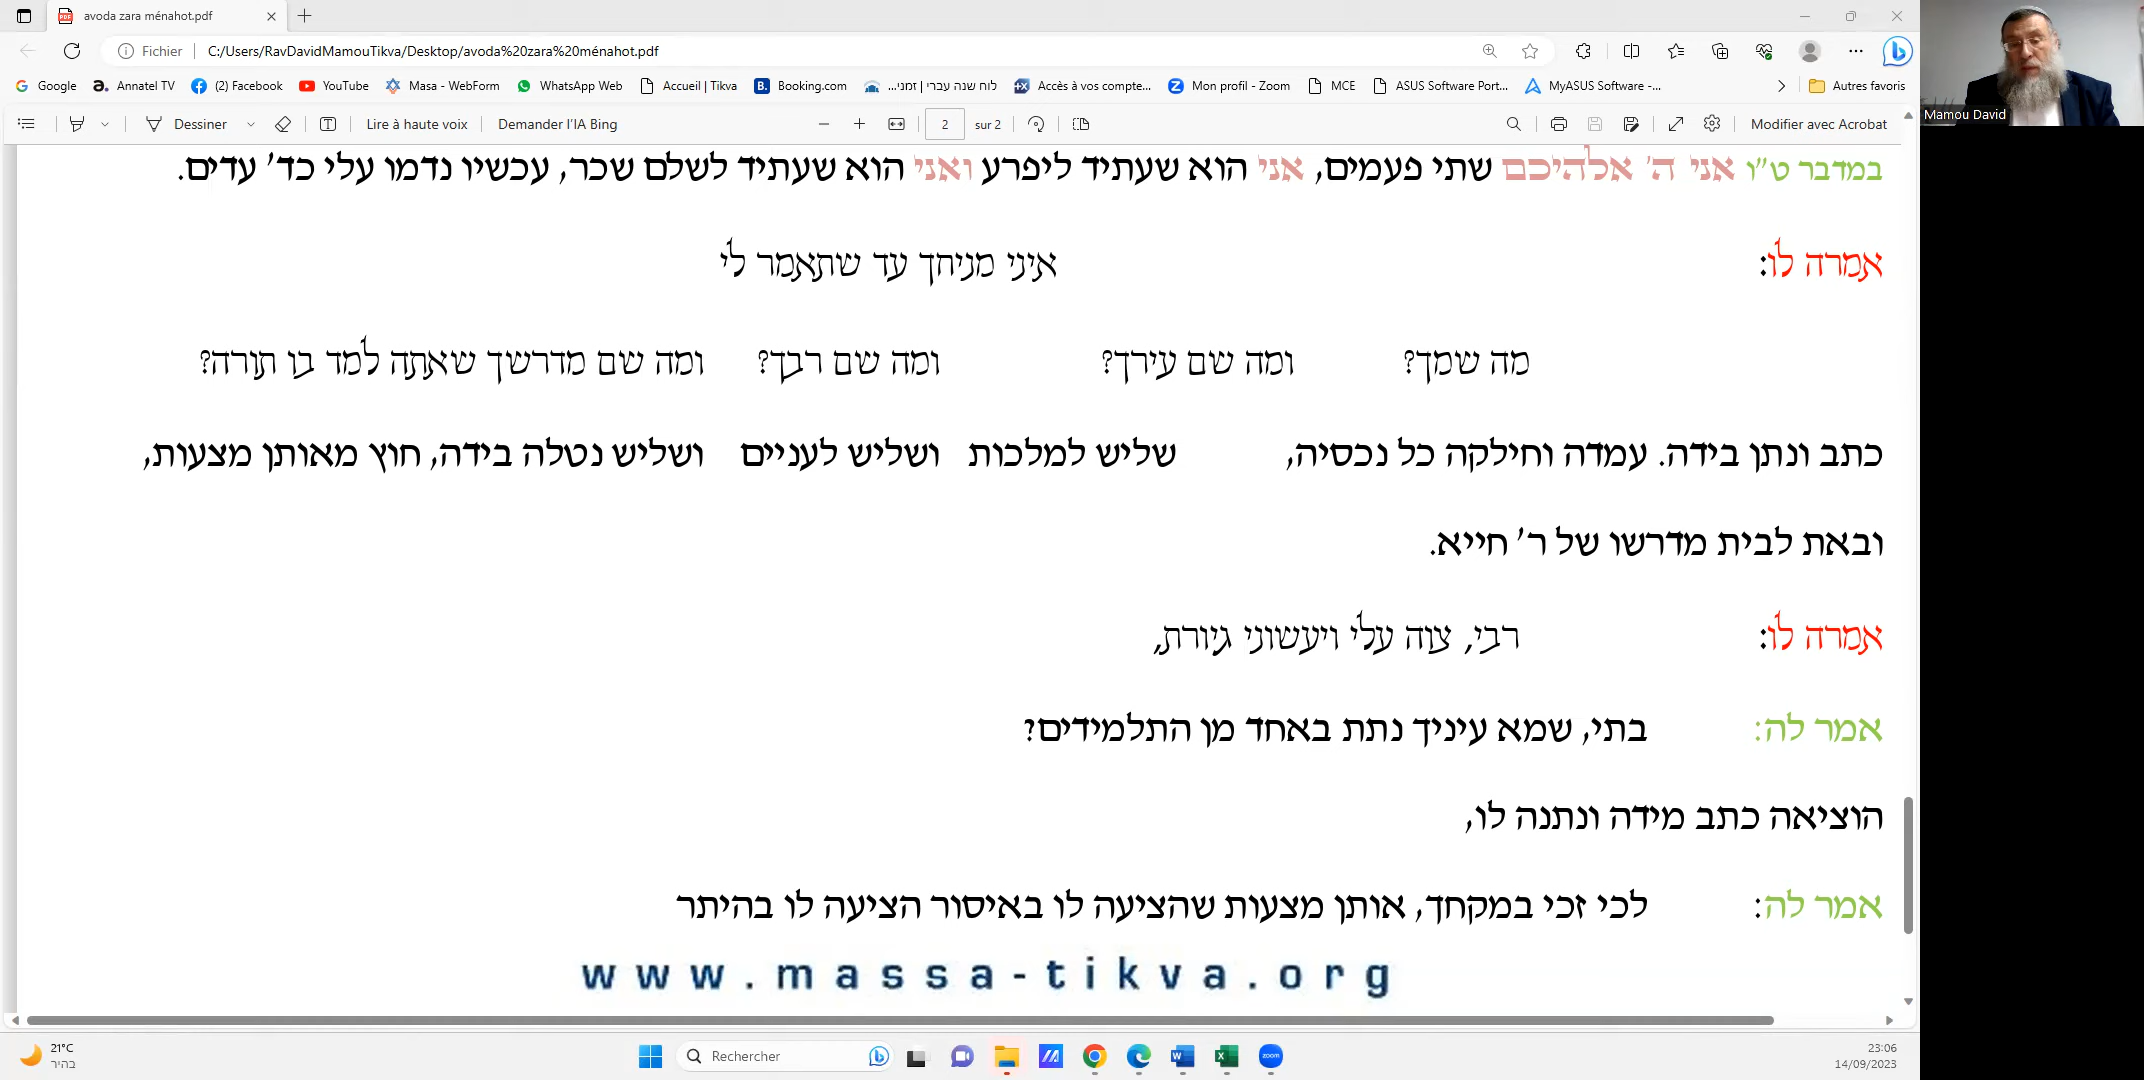 avoda zara ménahot.pdf
Fichier C:/Users/RavDavidMamouTikva/Desktop/avoda%20zara%20ménahot.pdf
Google Annatel TV (2) Facebook YouTube Masa - WebForm WhatsApp Web Accueil | Tikva Booking.com לוח שנה עברי | זמני... Accès à vos compte... Mon profil - Zoom MCE ASUS Software Port... MyASUS Software -... Autres favoris
Dessiner Lire à haute voix Demander l'IA Bing 2 sur 2 Modifier avec Acrobat
Mamou David
במדבר ט"ו אני ה' אלהיכם שתי פעמים, אני הוא שעתיד ליפרע ואני הוא שעתיד לשלם שכר, עכשיו נדמו עלי כד' עדים.
אמרה לו: איני מניחך עד שתאמר לי
מה שמך? ומה שם עירך? ומה שם רבך? ומה שם מדרשך שאתה למד בו תורה?
כתב ונתן בידה. עמדה וחילקה כל נכסיה, שליש למלכות ושליש לעניים ושליש נטלה בידה, חוץ מאותן מצעות,
ובאת לבית מדרשו של ר' חייא.
אמרה לו: רבי, צוה עלי ויעשוני גיורת,
אמר לה: בתי, שמא עיניך נתת באחד מן התלמידים?
הוציאה כתב מידה ונתנה לו,
אמר לה: לכי זכי במקחך, אותן מצעות שהציעה לו באיסור הציעה לו בהיתר
www.massa-tikva.org
21°C
בהיר
Rechercher
zoom
23:06
14/09/2023